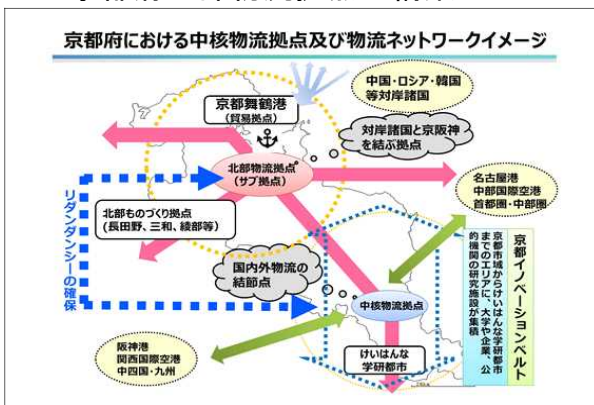 京都府における中核物流拠点及び物流ネットワークイメージ
中国・ロシア・韓国
等対岸諸国
京都舞鶴港
(貿易拠点)
対岸諸国と京阪神
を結ぶ拠点
北部物流拠点
(サブ拠点)
名古屋港
中部国際空港
首都圏・中部圏
リダンダンシーの確保
北部ものづくり拠点
(長田野、三和、綾部等)
国内外物流の
結節点
京都イノベーションベルト
京都市域からけいはんな学研都市
までのエリアに、大学や企業、公
的機関の研究施設が集積
中核物流拠点
阪神港
関西国際空港
中四国・九州
けいはんな
学研都市